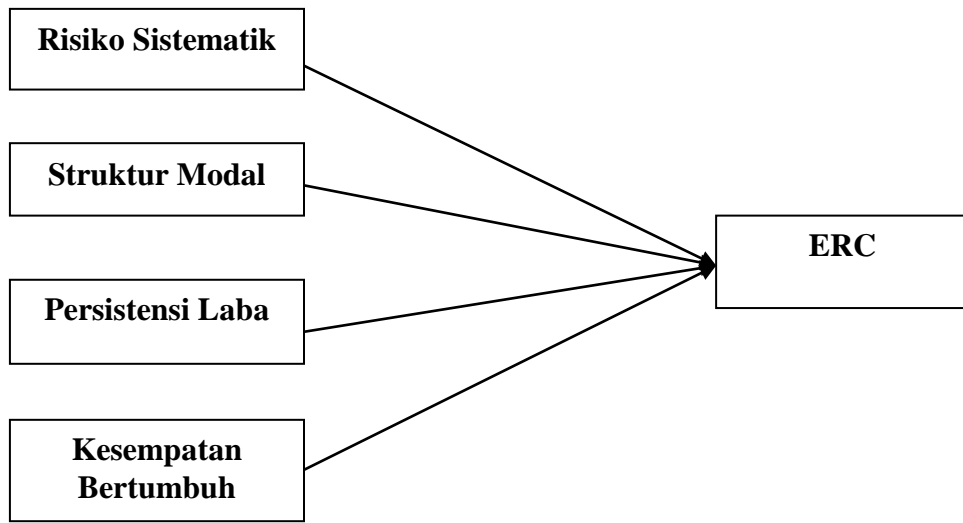 Risiko Sistematik
Struktur Modal
ERC
Persistensi Laba
Kesempatan
Bertumbuh